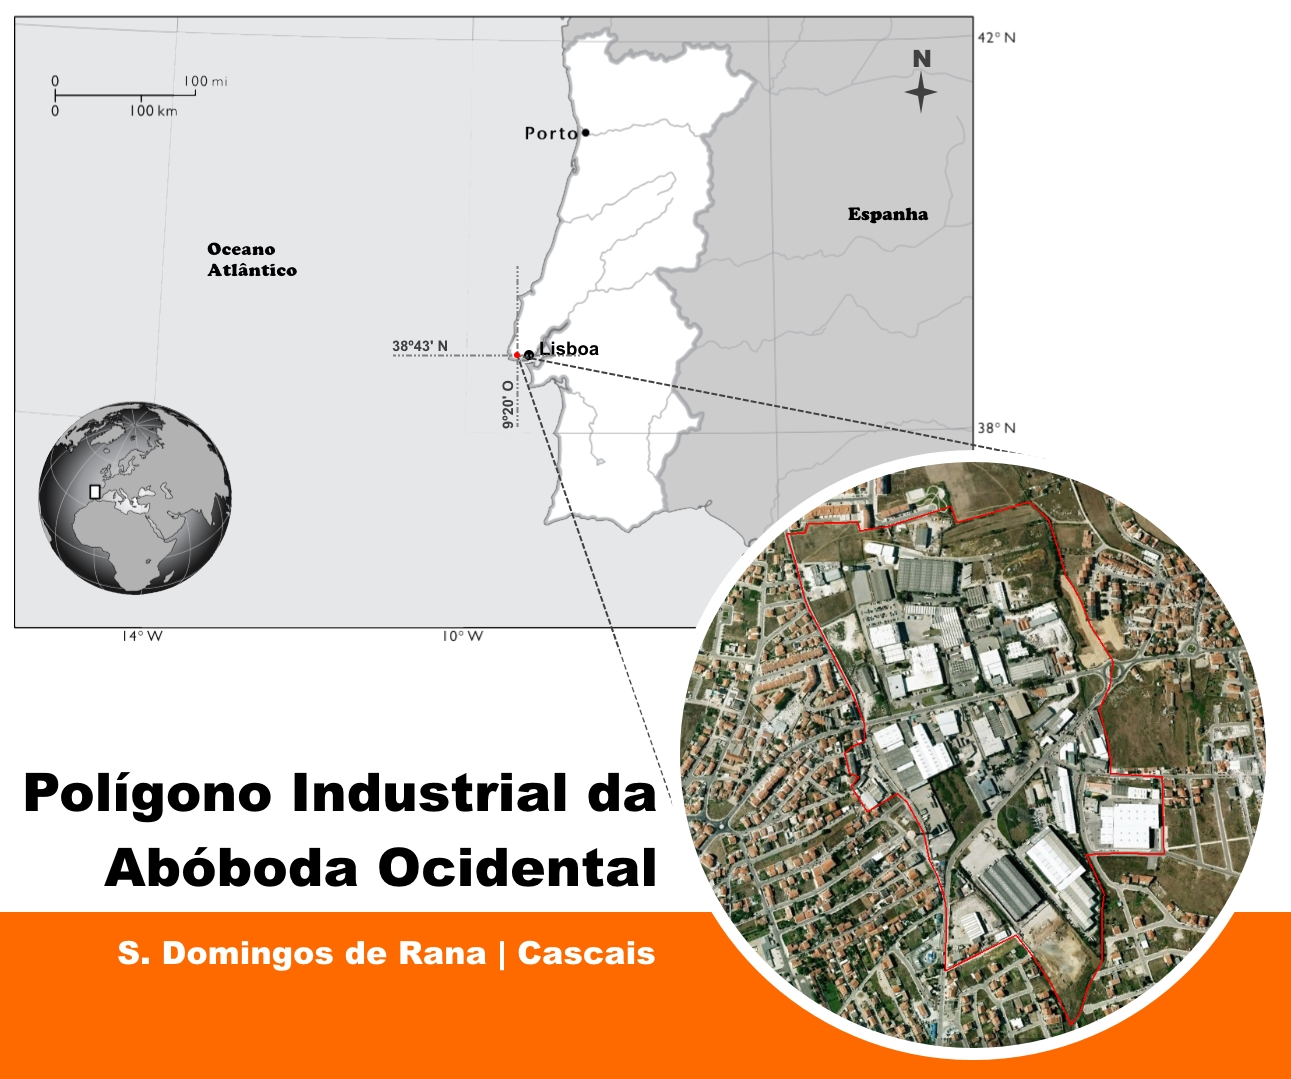 42° N
N
0
100 mi
0
100 km
Porto
Espanha
Oceano
Atlântico
38º43' N
Lisboa
9º20' O
38° N
14° W
10° W
Polígono Industrial da
Abóboda Ocidental
S. Domingos de Rana | Cascais